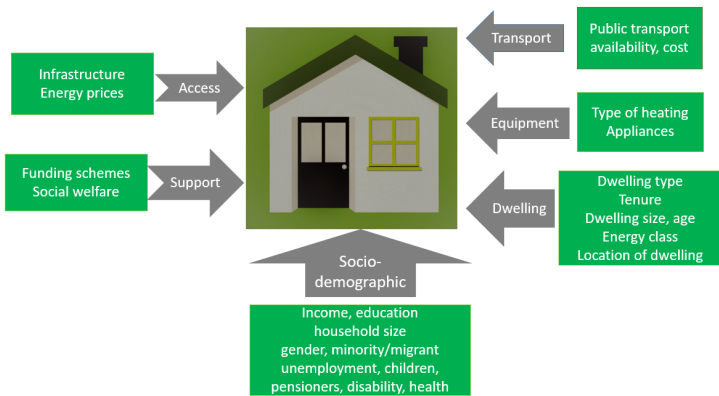 Infrastructure
Energy prices
Access
Funding schemes
Social welfare
Support
Transport
Public transport
availability, cost
Equipment
Type of heating
Appliances
Dwelling
Dwelling type
Tenure
Dwelling size, age
Energy class
Location of dwelling
Socio-
demographic
Income, education
household size
gender, minority/migrant
unemployment, children,
pensioners, disability, health